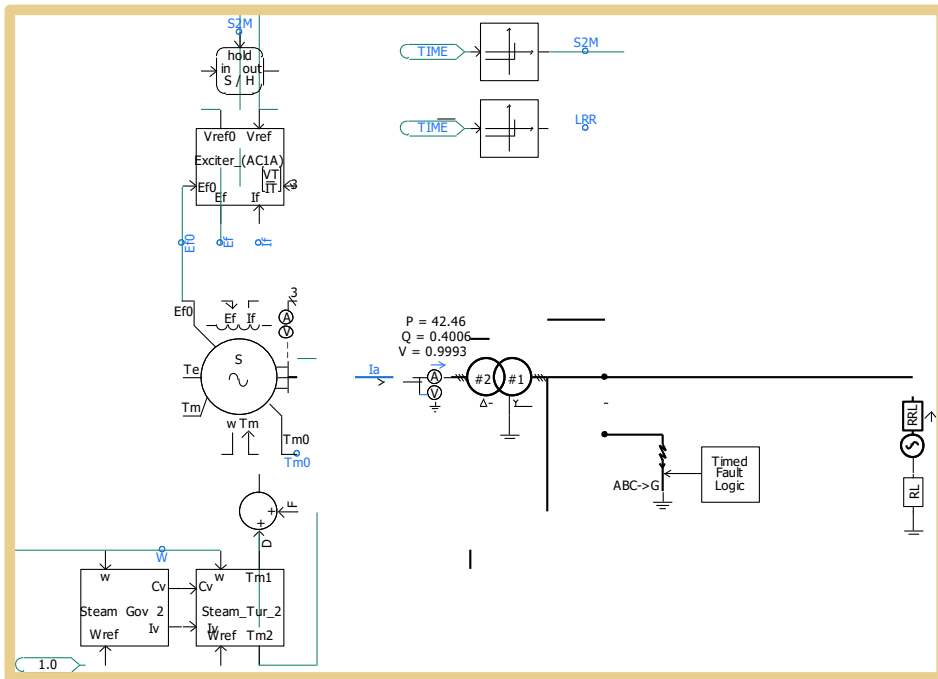 S2M
hold
in out
S / H
TIME
S2M
TIME
LRR
Vref0 Vref
Exciter_(AC1A)
VT
IT
3
Ef0
Ef If
Ef0
Ef
If
3
Ef0
Ef If
A
V
S
Te
Tm
w Tm
Tm0
Tm0
P = 42.46
Q = 0.4006
V = 0.9993
Ia
A
V
#2 #1
RRL
RL
ABC->G
Timed
Fault
Logic
+
+
F
D
W
w
Cv
Steam Gov 2
Iv
Wref
w Tm1
Cv
Steam_Tur_2
Iv
Wref Tm2
1.0